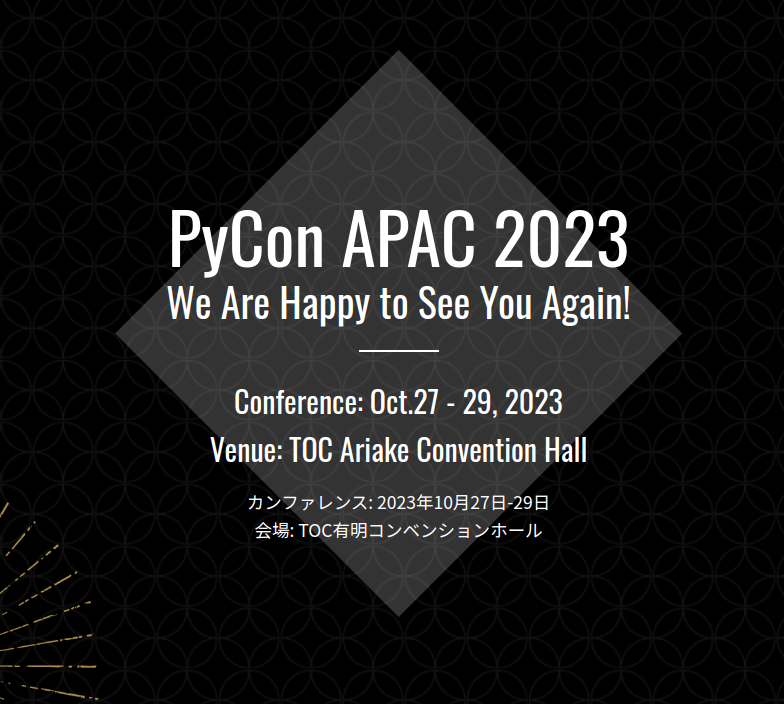 PyCon APAC 2023
We Are Happy to See You Again!
Conference: Oct.27 - 29, 2023
Venue: TOC Ariake Convention Hall
カンファレンス: 2023年10月27日-29日
会場: TOC有明コンベンションホール